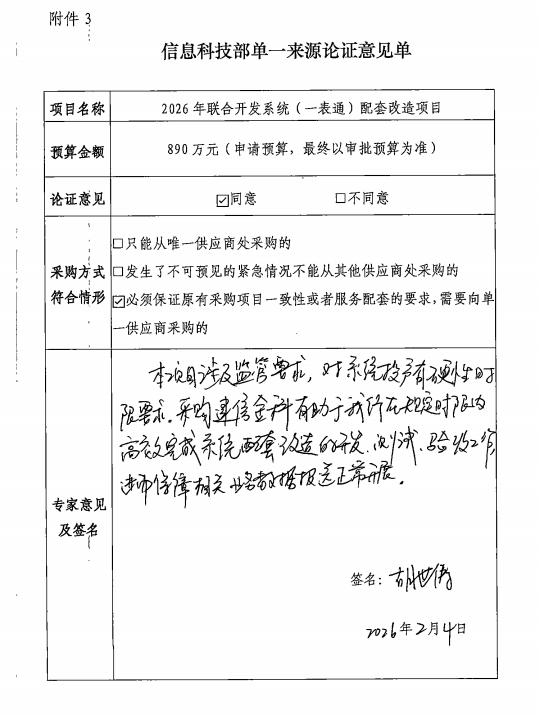 附件 3
信息科技部单一来源论证意见单
项目名称 2026 年联合开发系统（一表通）配套改造项目
预算金额 890 万元（申请预算，最终以审批预算为准）
论证意见 ☑同意 □不同意
采购方式
符合情形
□只能从唯一供应商处采购的
□发生了不可预见的紧急情况不能从其他供应商处采购的
☑必须保证原有采购项目一致性或者服务配套的要求，需要向单
一供应商采购的
专家意见
及签名
本项目涉及监管要求，对系统投产有硬性时
限要求。采购建信金科有助于我行在规定时限内
高效完成系统配套改造的开发、测试、验收工作，
进而保障相关业务数据报送正常开展。
签名：胡世
2026年2月4日